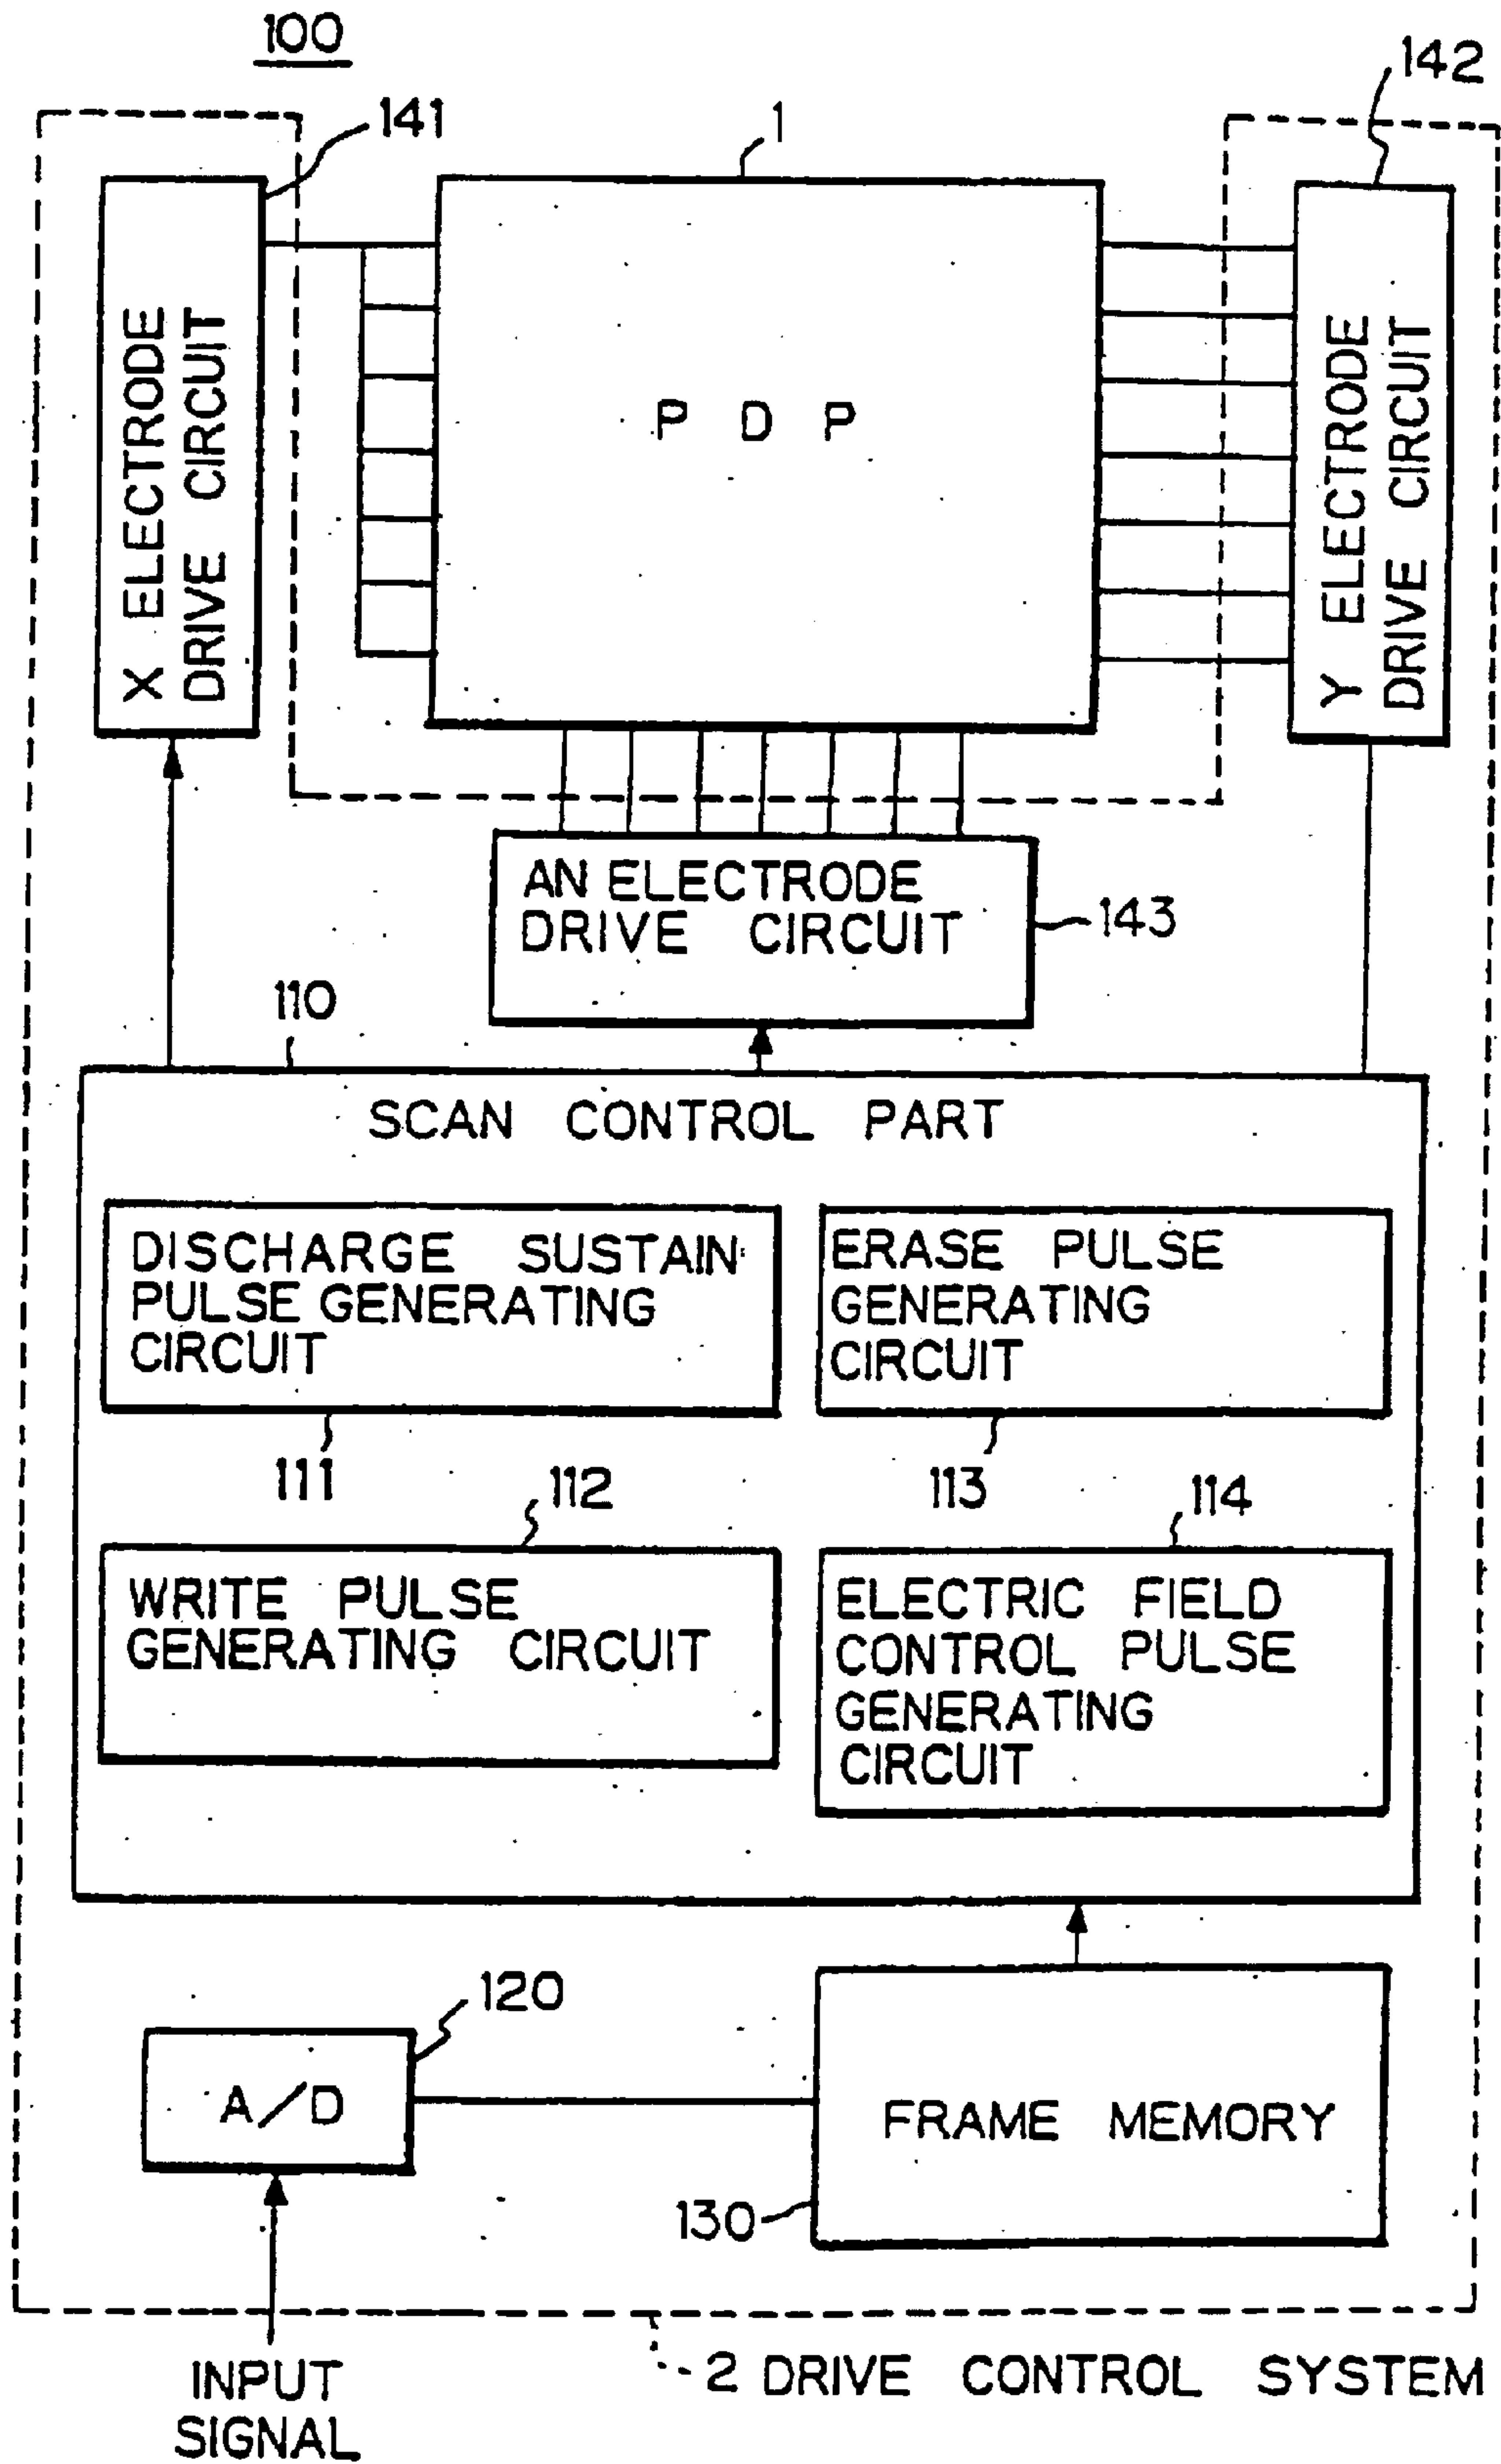 100
141
1
142
X ELECTRODE
DRIVE CIRCUIT
P D P
Y ELECTRODE
DRIVE CIRCUIT
AN ELECTRODE
DRIVE CIRCUIT
143
110
SCAN CONTROL PART
DISCHARGE SUSTAIN
PULSE GENERATING
CIRCUIT
111
ERASE PULSE
GENERATING
CIRCUIT
113
112
WRITE PULSE
GENERATING CIRCUIT
114
ELECTRIC FIELD
CONTROL PULSE
GENERATING
CIRCUIT
120
A/D
FRAME MEMORY
130
INPUT
SIGNAL
2 DRIVE CONTROL SYSTEM